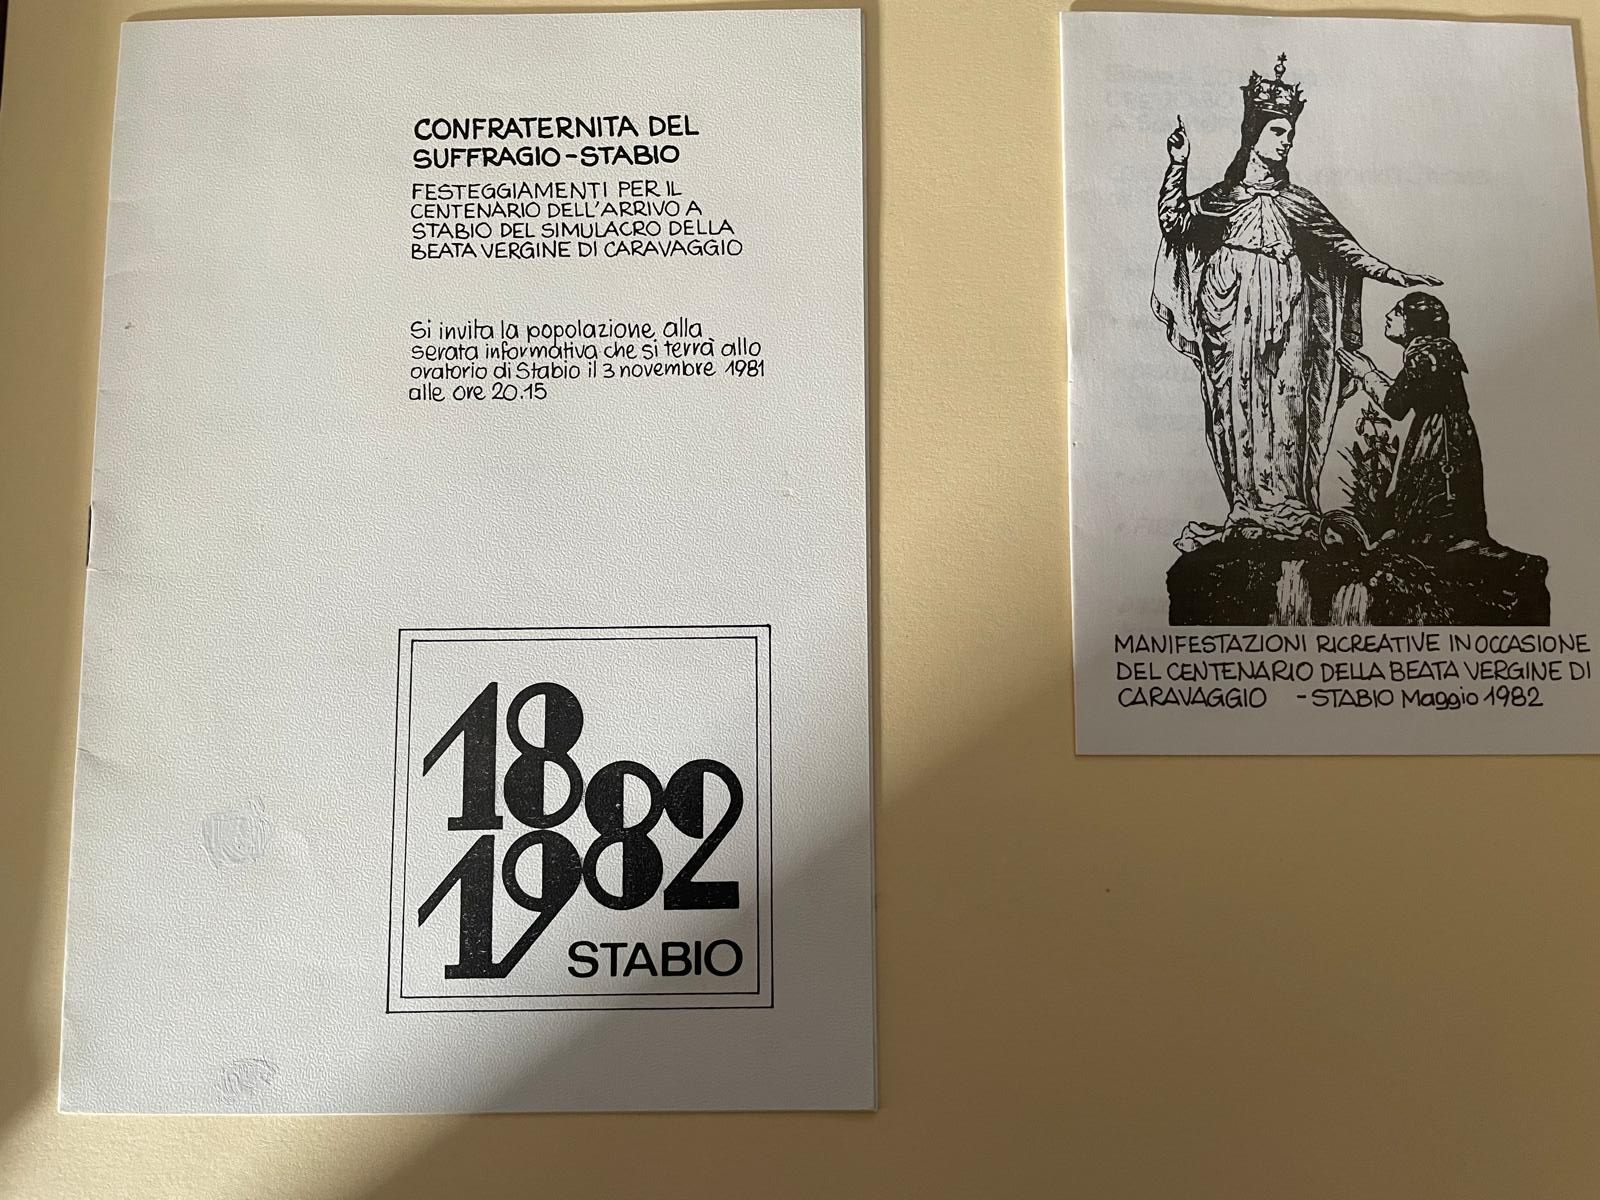 CONFRATERNITA DEL
SUFFRAGIO-STABIO
FESTEGGIAMENTI PER IL
CENTENARIO DELL'ARRIVO A
STABIO DEL SIMULACRO DELLA
BEATA VERGINE DI CARAVAGGIO
Si invita la popolazione alla
serata informativa che si terrà allo
oratorio di Stabio il 3 novembre 1981
alle ore 20.15
1882
1982
STABIO
MANIFESTAZIONI RICREATIVE IN OCCASIONE
DEL CENTENARIO DELLA BEATA VERGINE DI
CARAVAGGIO - STABIO Maggio 1982